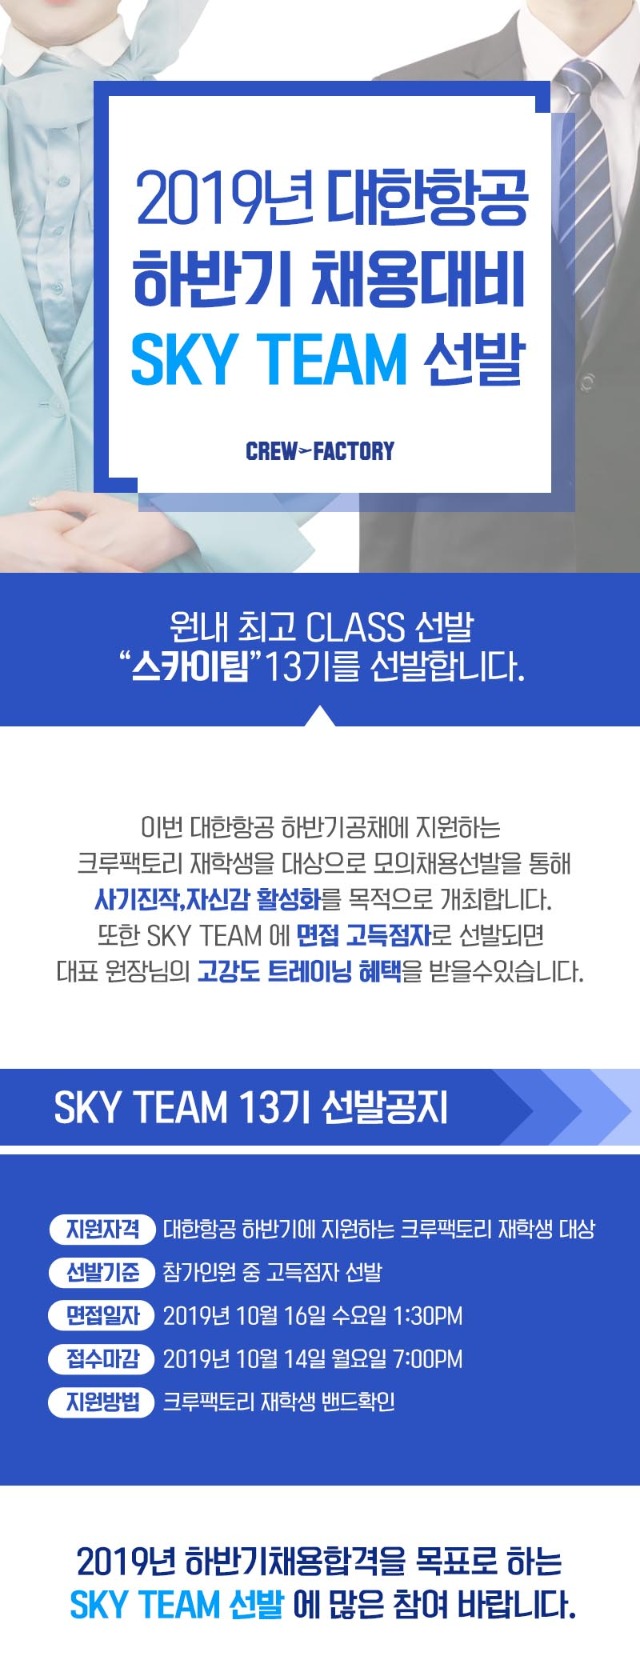 2019년 대한항공
하반기 채용대비
SKY TEAM 선발
CREW FACTORY
원내 최고 CLASS 선발
“스카이팀”13기를 선발합니다.
이번 대한항공 하반기공채에 지원하는
크루팩토리 재학생을 대상으로 모의채용선발을 통해
사기진작,자신감 활성화를 목적으로 개최합니다.
또한 SKY TEAM 에 면접 고득점자로 선발되면
대표 원장님의 고강도 트레이닝 혜택을 받을수있습니다.
SKY TEAM 13기 선발공지
지원자격 대한항공 하반기에 지원하는 크루팩토리 재학생 대상
선발기준 참가인원 중 고득점자 선발
면접일자 2019년 10월 16일 수요일 1:30PM
접수마감 2019년 10월 14일 월요일 7:00PM
지원방법 크루팩토리 재학생 밴드확인
2019년 하반기채용합격을 목표로 하는
SKY TEAM 선발 에 많은 참여 바랍니다.